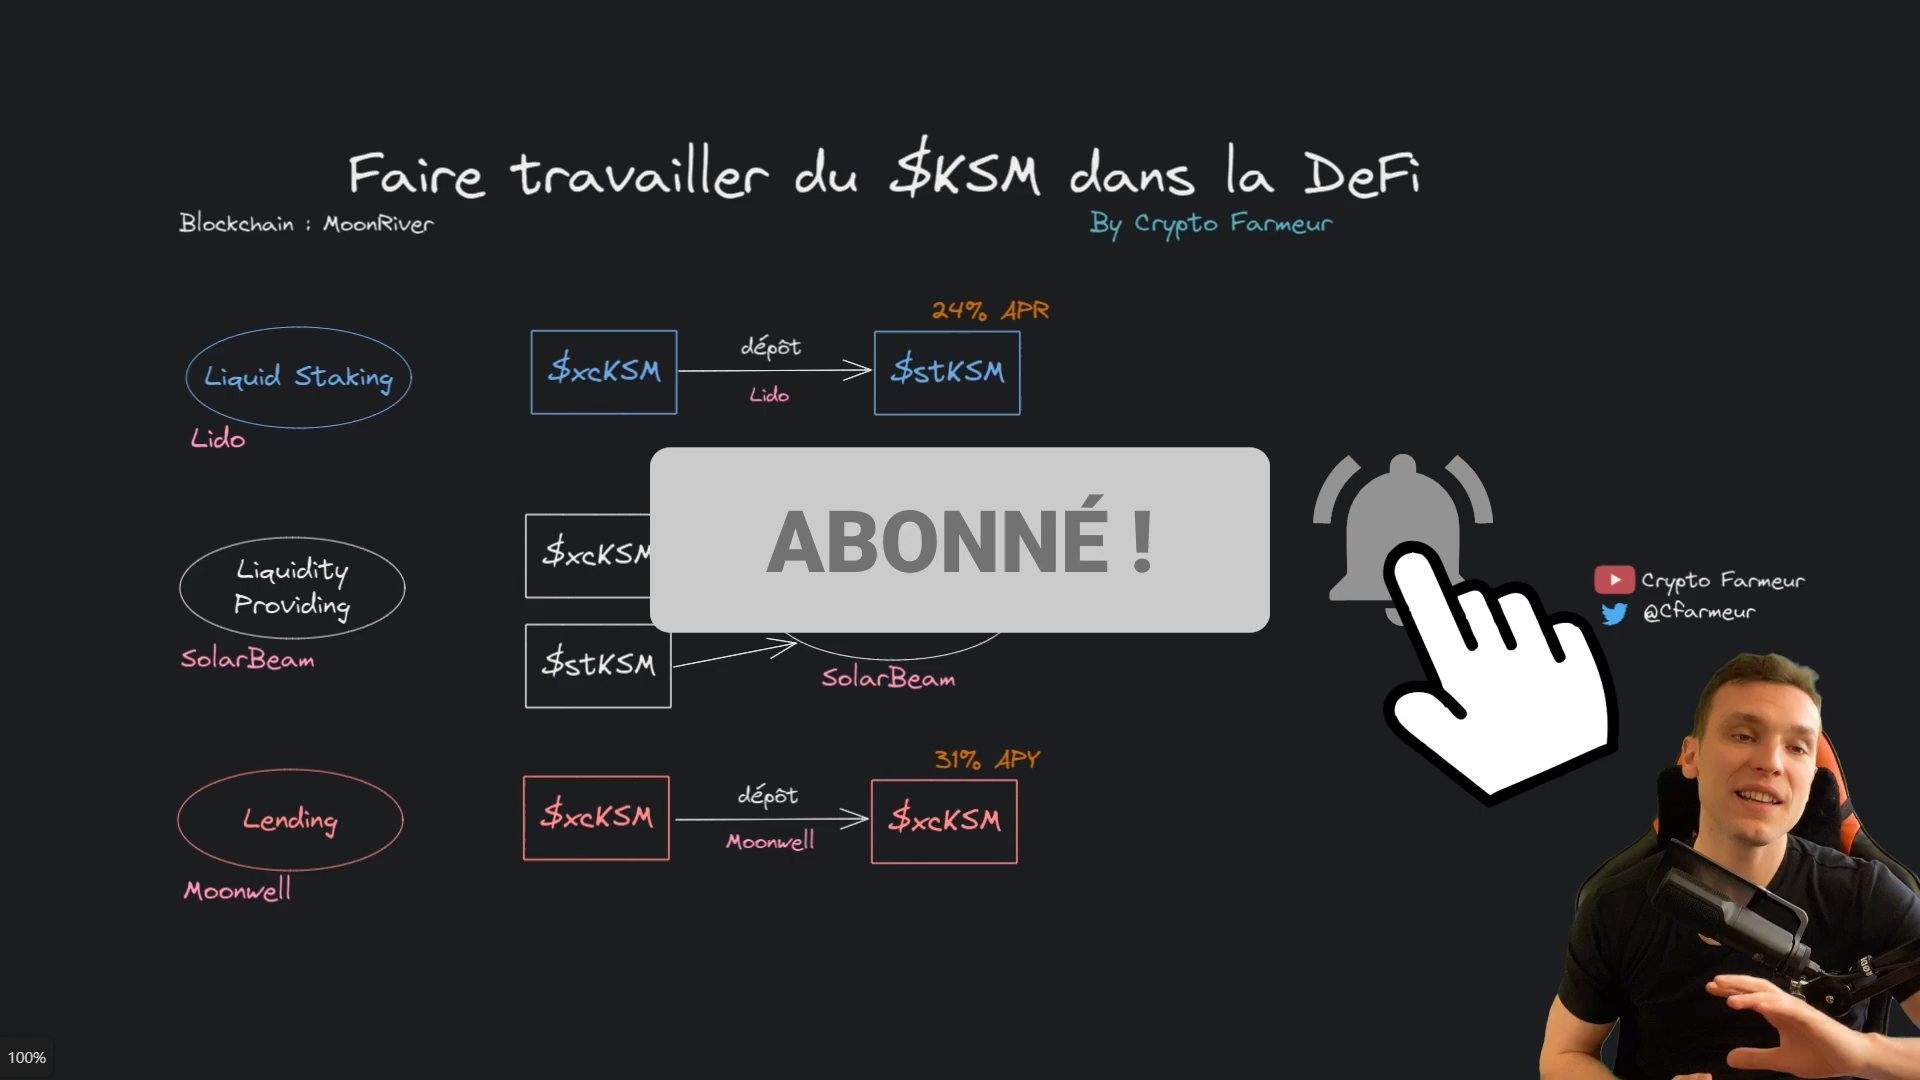 Faire travailler du $KSM dans la DeFi
Blockchain : MoonRiver
By Crypto Farmeur
24% APR
Liquid Staking
$xcKSM
dépôt
$stKSM
Lido
Lido
ABONNÉ !
Liquidity
Providing
$xcKSM
$stKSM
SolarBeam
SolarBeam
Crypto Farmeur
@Cfarmeur
31% APY
Lending
$xcKSM
dépôt
$xcKSM
Moonwell
Moonwell
100%